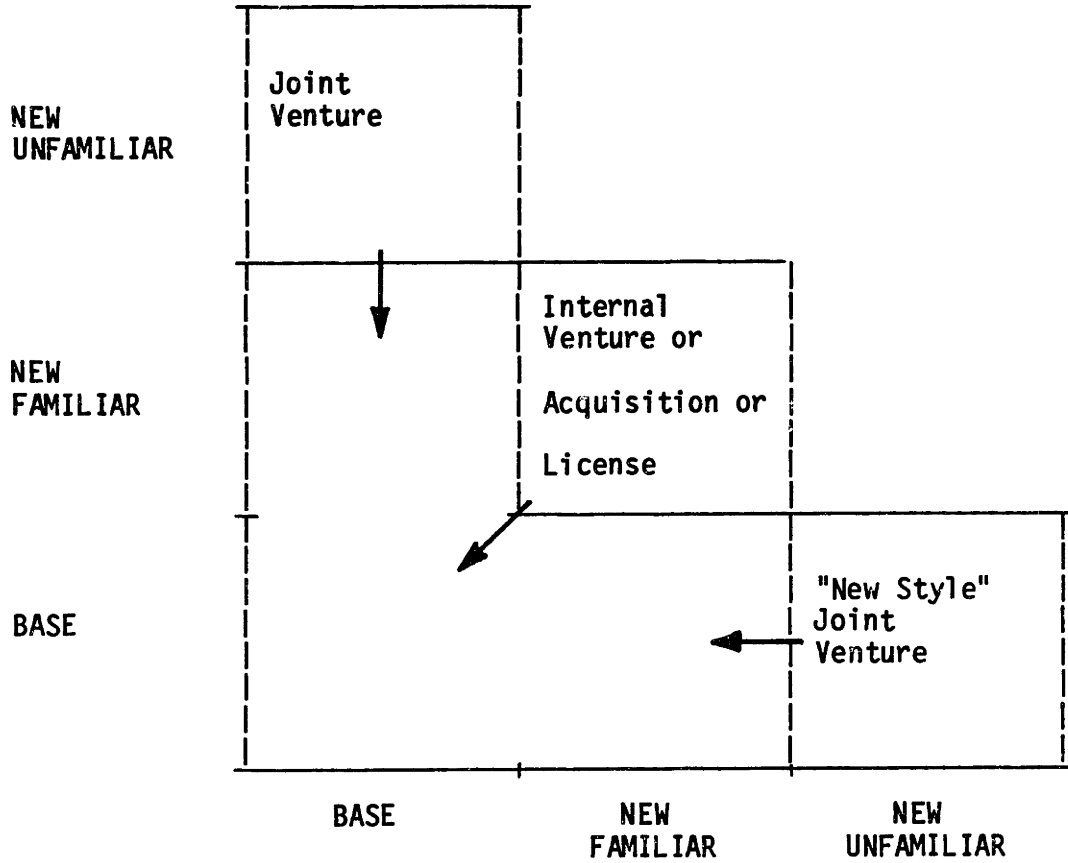 Joint
Venture
NEW
UNFAMILIAR
Internal
Venture or
Acquisition or
License
NEW
FAMILIAR
"New Style"
Joint
Venture
BASE
BASE
NEW
FAMILIAR
NEW
UNFAMILIAR